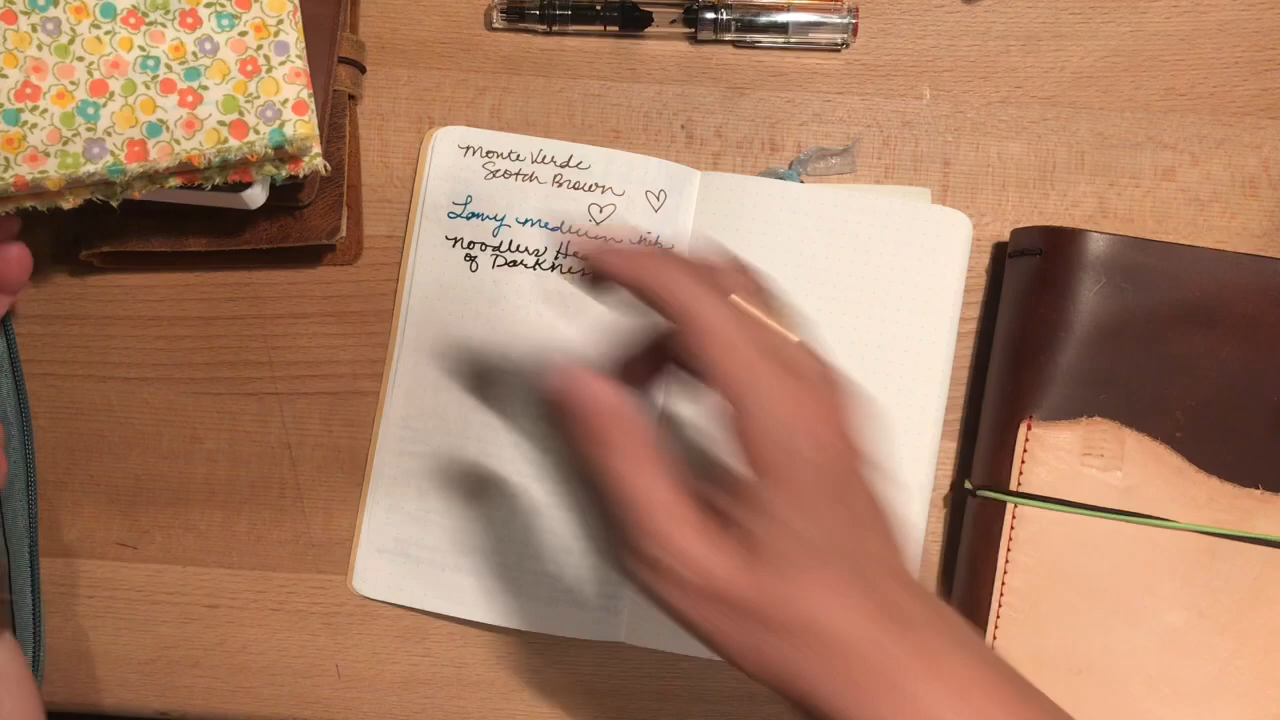 Monte Verde
Scotch Brown
Lamy medium nib
Noodlers
of Darkness